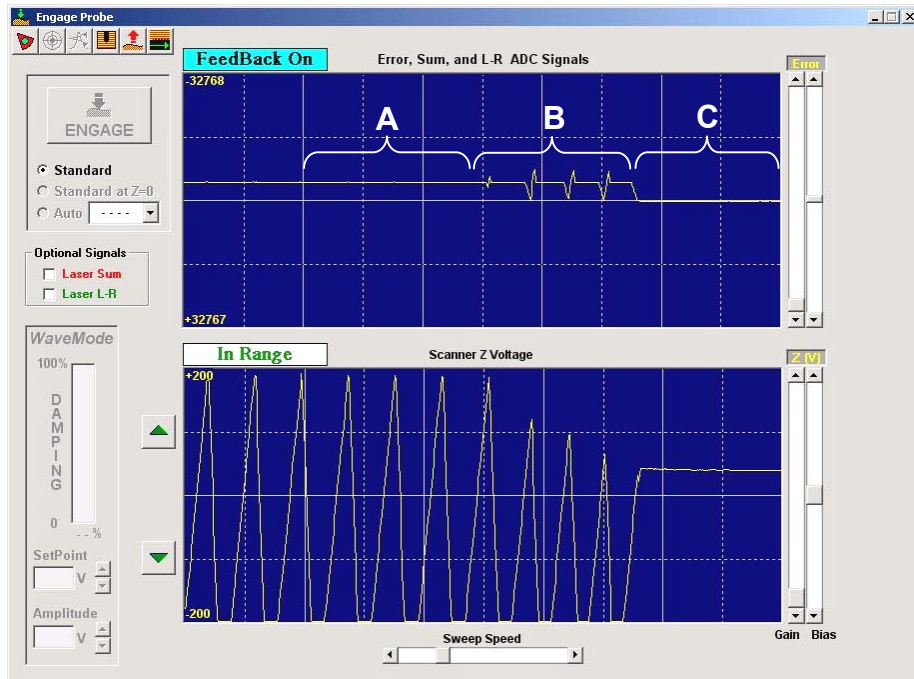 Engage Probe
FeedBack On
Error, Sum, and L-R ADC Signals
Error
-32768
A
B
C
ENGAGE
Standard
Standard at Z=0
Auto
- - - -
Optional Signals
Laser Sum
Laser L-R
+32767
WaveMode
100%
DAMPING
0
- - %
SetPoint
V
Amplitude
V
In Range
Scanner Z Voltage
Z (V)
+200
-200
Sweep Speed
Gain Bias